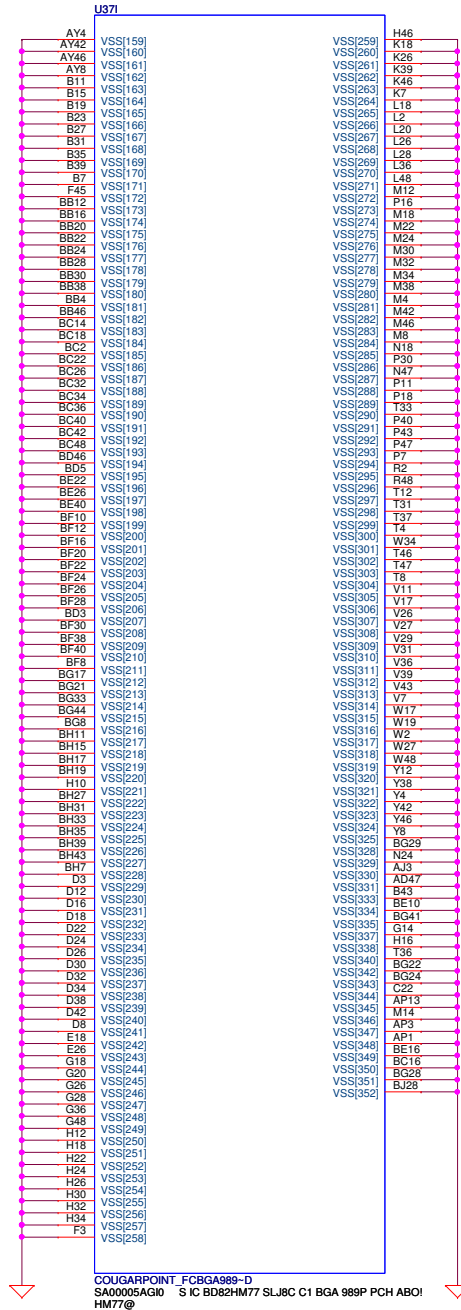 U37I
AY4 VSS[159] VSS[259] H46
AY42 VSS[160] VSS[260] K18
AY46 VSS[161] VSS[261] K26
AY8 VSS[162] VSS[262] K39
B11 VSS[163] VSS[263] K46
B15 VSS[164] VSS[264] K7
B19 VSS[165] VSS[265] L18
B23 VSS[166] VSS[266] L2
B27 VSS[167] VSS[267] L20
B31 VSS[168] VSS[268] L26
B35 VSS[169] VSS[269] L28
B39 VSS[170] VSS[270] L36
B7 VSS[171] VSS[271] L48
F45 VSS[172] VSS[272] M12
BB12 VSS[173] VSS[273] P16
BB16 VSS[174] VSS[274] M18
BB20 VSS[175] VSS[275] M22
BB22 VSS[176] VSS[276] M24
BB24 VSS[177] VSS[277] M30
BB28 VSS[178] VSS[278] M32
BB30 VSS[179] VSS[279] M34
BB38 VSS[180] VSS[280] M38
BB4 VSS[181] VSS[281] M4
BB46 VSS[182] VSS[282] M42
BC14 VSS[183] VSS[283] M46
BC18 VSS[184] VSS[284] M8
BC2 VSS[185] VSS[285] N18
BC22 VSS[186] VSS[286] P30
BC26 VSS[187] VSS[287] N47
BC32 VSS[188] VSS[288] P11
BC34 VSS[189] VSS[289] P18
BC36 VSS[190] VSS[290] T33
BC40 VSS[191] VSS[291] P40
BC42 VSS[192] VSS[292] P43
BC48 VSS[193] VSS[293] P47
BD46 VSS[194] VSS[294] P7
BD5 VSS[195] VSS[295] R2
BE22 VSS[196] VSS[296] R48
BE26 VSS[197] VSS[297] T12
BE40 VSS[198] VSS[298] T31
BF10 VSS[199] VSS[299] T37
BF12 VSS[200] VSS[300] T4
BF16 VSS[201] VSS[301] W34
BF20 VSS[202] VSS[302] T46
BF22 VSS[203] VSS[303] T47
BF24 VSS[204] VSS[304] T8
BF26 VSS[205] VSS[305] V11
BF28 VSS[206] VSS[306] V17
BD3 VSS[207] VSS[307] V26
BF30 VSS[208] VSS[308] V27
BF38 VSS[209] VSS[309] V29
BF40 VSS[210] VSS[310] V31
BF8 VSS[211] VSS[311] V36
BG17 VSS[212] VSS[312] V39
BG21 VSS[213] VSS[313] V43
BG33 VSS[214] VSS[314] V7
BG44 VSS[215] VSS[315] W17
BG8 VSS[216] VSS[316] W19
BH11 VSS[217] VSS[317] W2
BH15 VSS[218] VSS[318] W27
BH17 VSS[219] VSS[319] W48
BH19 VSS[220] VSS[320] Y12
H10 VSS[221] VSS[321] Y38
BH27 VSS[222] VSS[322] Y4
BH31 VSS[223] VSS[323] Y42
BH33 VSS[224] VSS[324] Y46
BH35 VSS[225] VSS[325] Y8
BH39 VSS[226] VSS[328] BG29
BH43 VSS[227] VSS[329] N24
BH7 VSS[228] VSS[330] AJ3
D3 VSS[229] VSS[331] AD47
D12 VSS[230] VSS[333] B43
D16 VSS[231] VSS[334] BE10
D18 VSS[232] VSS[335] BG41
D22 VSS[233] VSS[337] G14
D24 VSS[234] VSS[338] H16
D26 VSS[235] VSS[340] T36
D30 VSS[236] VSS[342] BG22
D32 VSS[237] VSS[343] BG24
D34 VSS[238] VSS[344] C22
D38 VSS[239] VSS[345] AP13
D42 VSS[240] VSS[346] M14
D8 VSS[241] VSS[347] AP3
E18 VSS[242] VSS[348] AP1
E26 VSS[243] VSS[349] BE16
G18 VSS[244] VSS[350] BC16
G20 VSS[245] VSS[351] BG28
G26 VSS[246] VSS[352] BJ28
G28 VSS[247]
G36 VSS[248]
G48 VSS[249]
H12 VSS[250]
H18 VSS[251]
H22 VSS[252]
H24 VSS[253]
H26 VSS[254]
H30 VSS[255]
H32 VSS[256]
H34 VSS[257]
F3 VSS[258]
COUGARPOINT_FCBGA989~D
SA00005AGI0 S IC BD82HM77 SLJ8C C1 BGA 989P PCH ABO!
HM77@